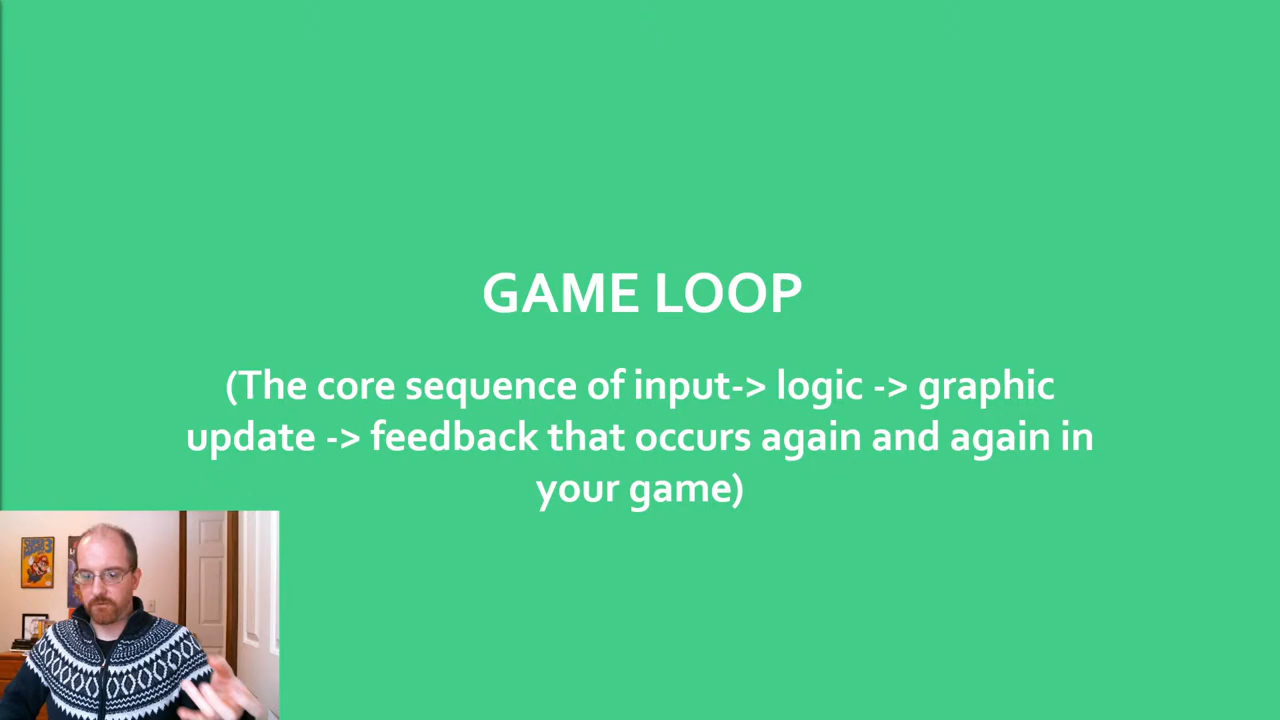 GAME LOOP
(The core sequence of input-> logic -> graphic
update -> feedback that occurs again and again in
your game)